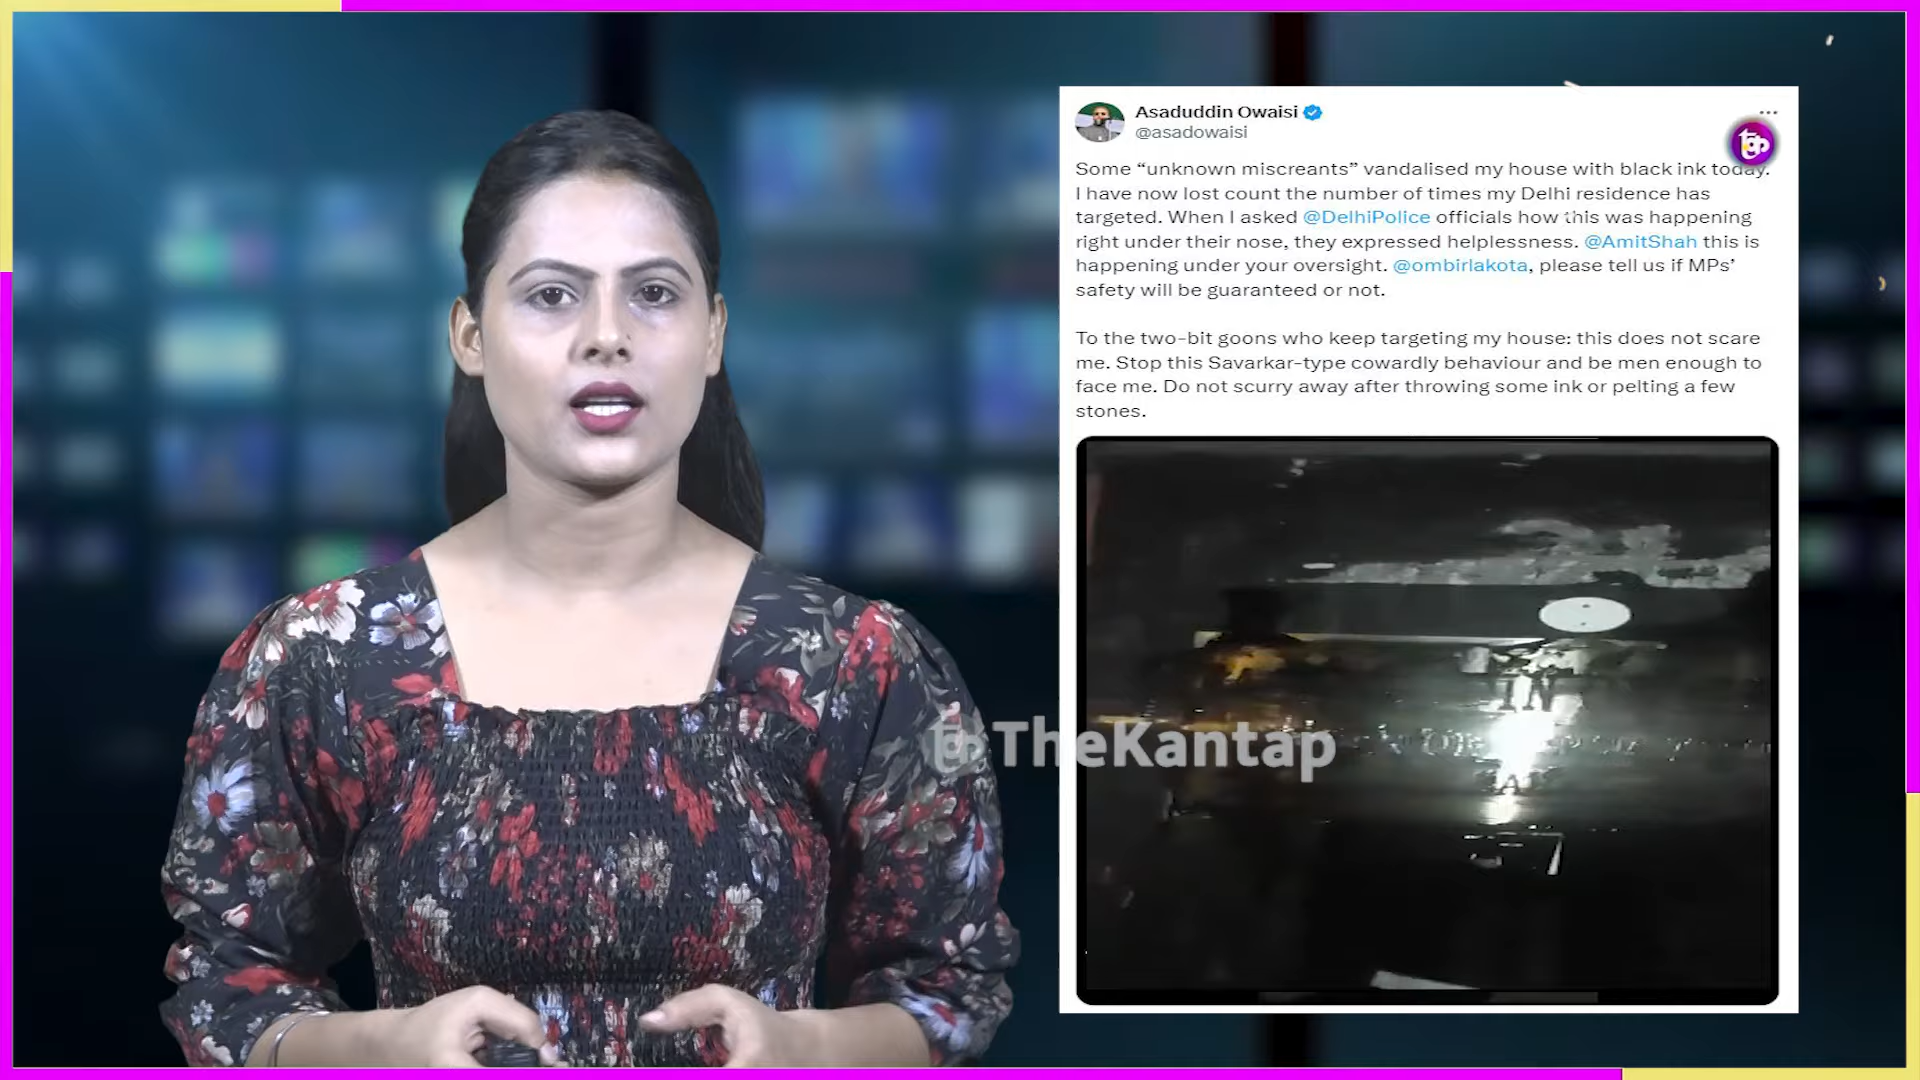 Asaduddin Owaisi
@asadowaisi
Some “unknown miscreants” vandalised my house with black ink today.
I have now lost count the number of times my Delhi residence has
targeted. When I asked @DelhiPolice officials how this was happening
right under their nose, they expressed helplessness. @AmitShah this is
happening under your oversight. @ombirlakota, please tell us if MPs’
safety will be guaranteed or not.
To the two-bit goons who keep targeting my house: this does not scare
me. Stop this Savarkar-type cowardly behaviour and be men enough to
face me. Do not scurry away after throwing some ink or pelting a few
stones.
@TheKantap